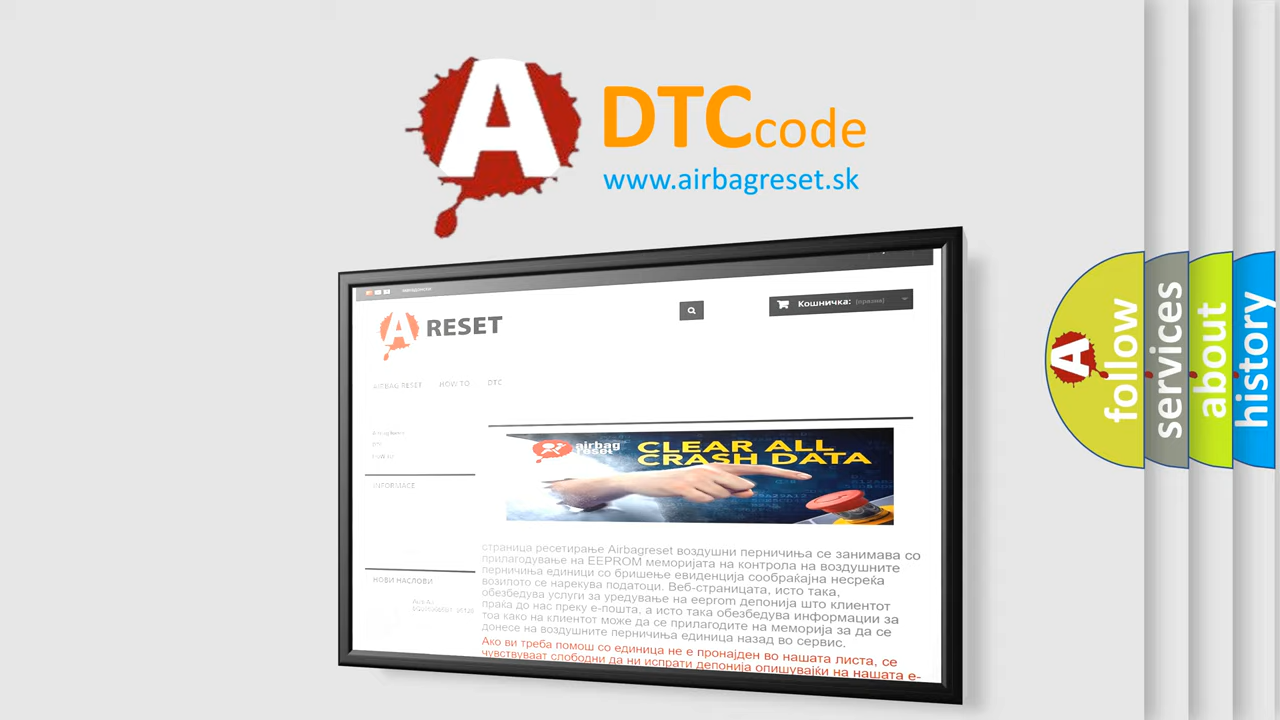 A DTC code
www.airbagreset.sk
A RESET
Кошничка: (празни)
AIRBAG RESET HOW TO DTC
airbag reset
CLEAR ALL
CRASH DATA
INFORMACE
НОВИ НАСЛОВИ
страница ресетирање Airbagreset воздушни перничиња се занимава со
прилагодување на EEPROM меморијата на контрола на воздушните
перничиња единици со бришење евиденција сообраќајна несреќа
возилото се нарекува податоци. Веб-страницата, исто така,
обезбедува услуги за уредување на eeprom депонија што клиентот
праќа до нас преку е-пошта, а исто така обезбедува информации за
тоа како на клиентот може да се прилагодите на меморија за да се
донесе на воздушните перничиња единица назад во сервис.
Ако ви треба помош со единица не е пронајден во нашата листа, се
чувствуваат слободни да ни испрати депонија опишувајќи на нашата е-
A follow
services
about
history